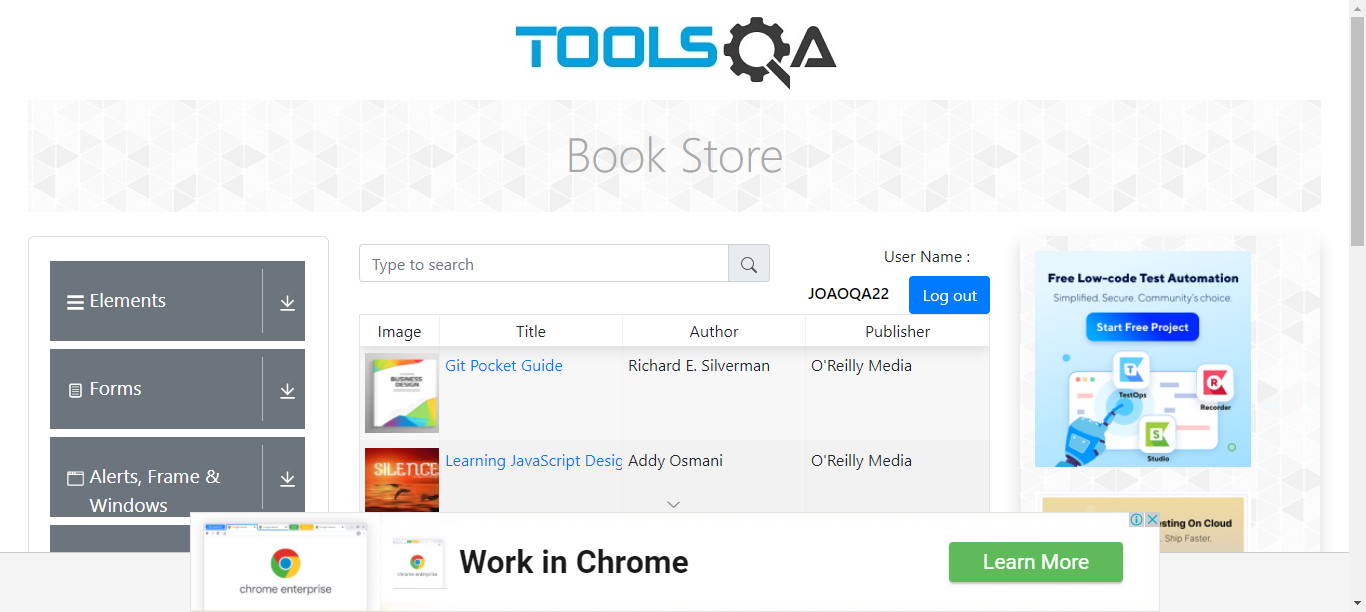 TOOLSQA
Book Store
Elements
Forms
Alerts, Frame &
Windows
Type to search
User Name :
JOAOQA22
Log out
Image Title Author Publisher
BUSINESS
DESIGN
Git Pocket Guide Richard E. Silverman O'Reilly Media
SILENCE
Learning JavaScript Desig Addy Osmani O'Reilly Media
Free Low-code Test Automation
Simplified. Secure. Community's choice.
Start Free Project
TestOps
Recorder
Studio
sting On Cloud
Ship Faster.
chrome enterprise
chrome enterprise
Work in Chrome
Learn More